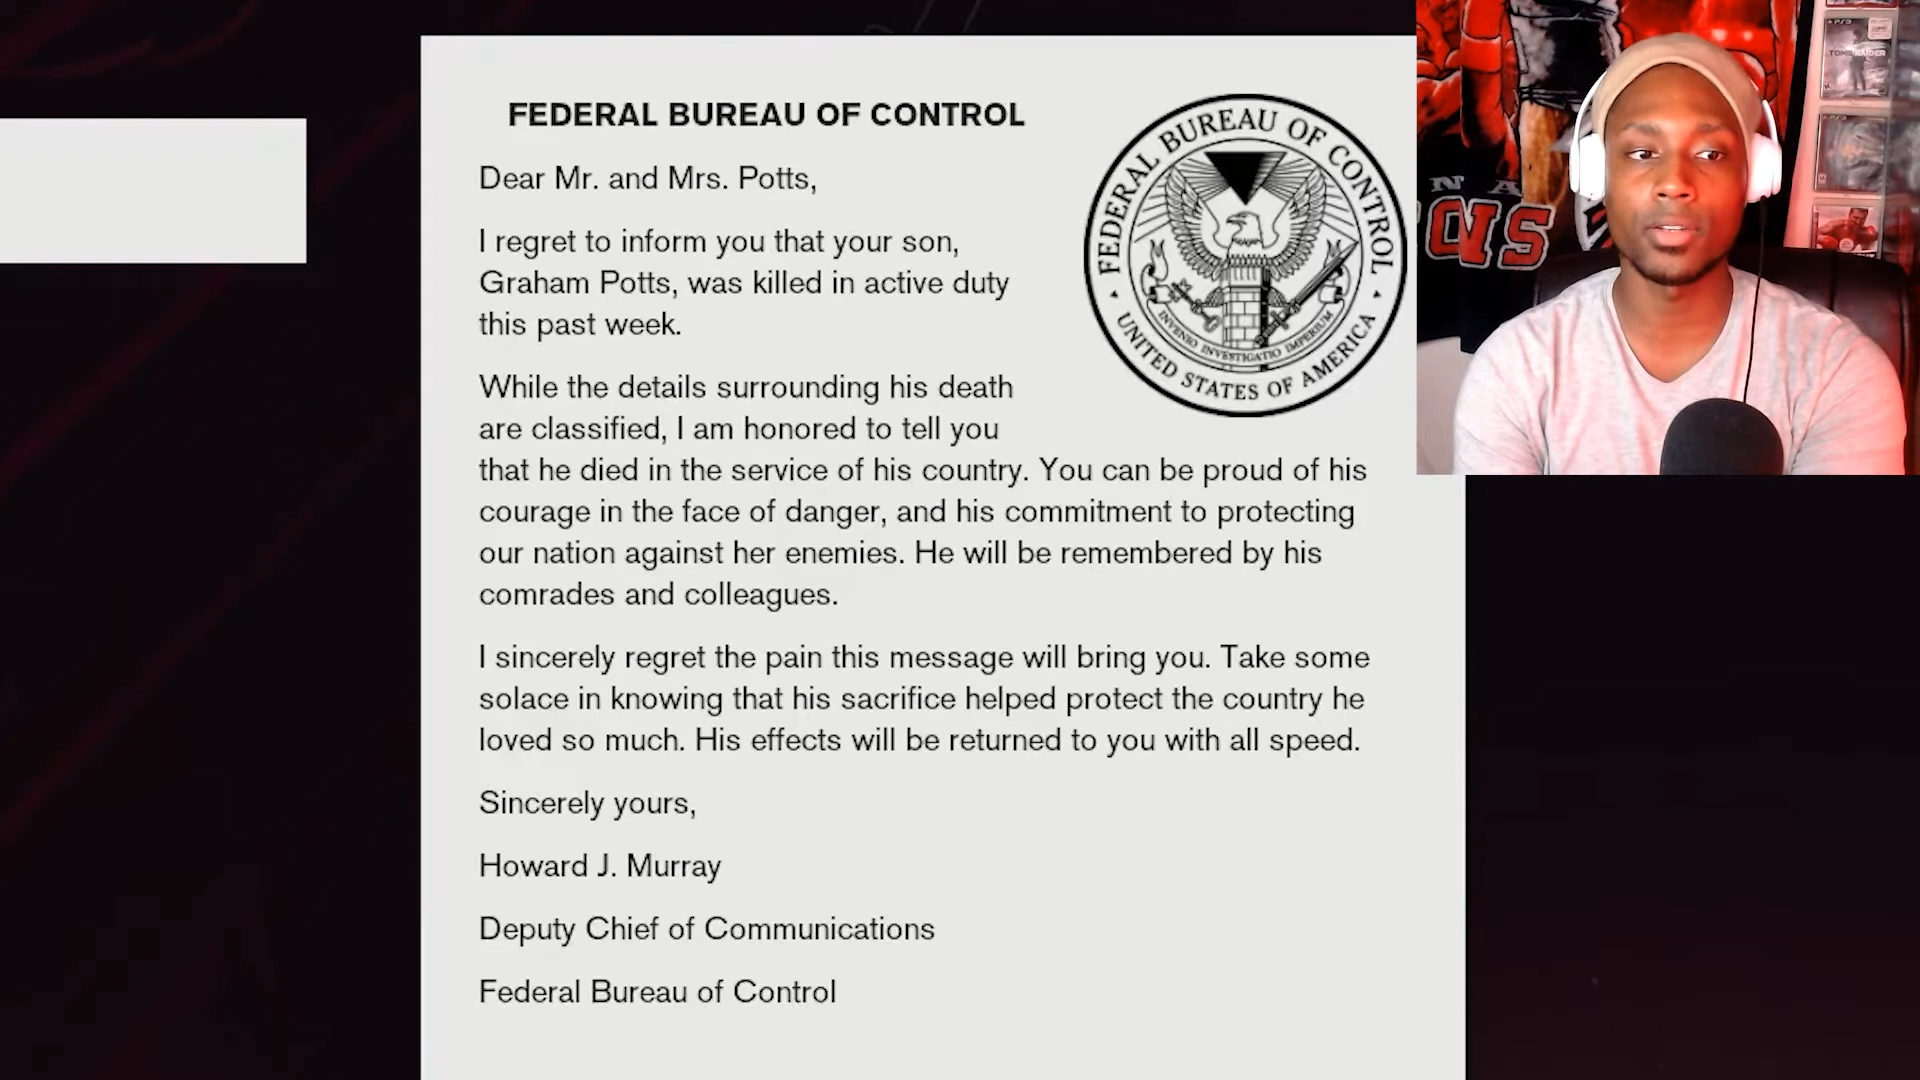 FEDERAL BUREAU OF CONTROL
Dear Mr. and Mrs. Potts,
I regret to inform you that your son,
Graham Potts, was killed in active duty
this past week.
While the details surrounding his death
are classified, I am honored to tell you
that he died in the service of his country. You can be proud of his
courage in the face of danger, and his commitment to protecting
our nation against her enemies. He will be remembered by his
comrades and colleagues.
I sincerely regret the pain this message will bring you. Take some
solace in knowing that his sacrifice helped protect the country he
loved so much. His effects will be returned to you with all speed.
Sincerely yours,
Howard J. Murray
Deputy Chief of Communications
Federal Bureau of Control
FEDERAL BUREAU OF CONTROL
INVENIO INVESTIGATIO IMPERIUM
UNITED STATES OF AMERICA
PS3
TOMB RAIDER